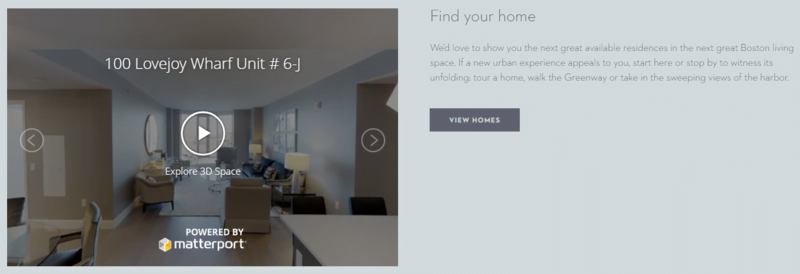 100 Lovejoy Wharf Unit # 6-J
Explore 3D Space
POWERED BY
matterport
Find your home
We'd love to show you the next great available residences in the next great Boston living
space. If a new urban experience appeals to you, start here or stop by to witness its
unfolding: tour a home, walk the Greenway or take in the sweeping views of the harbor.
VIEW HOMES